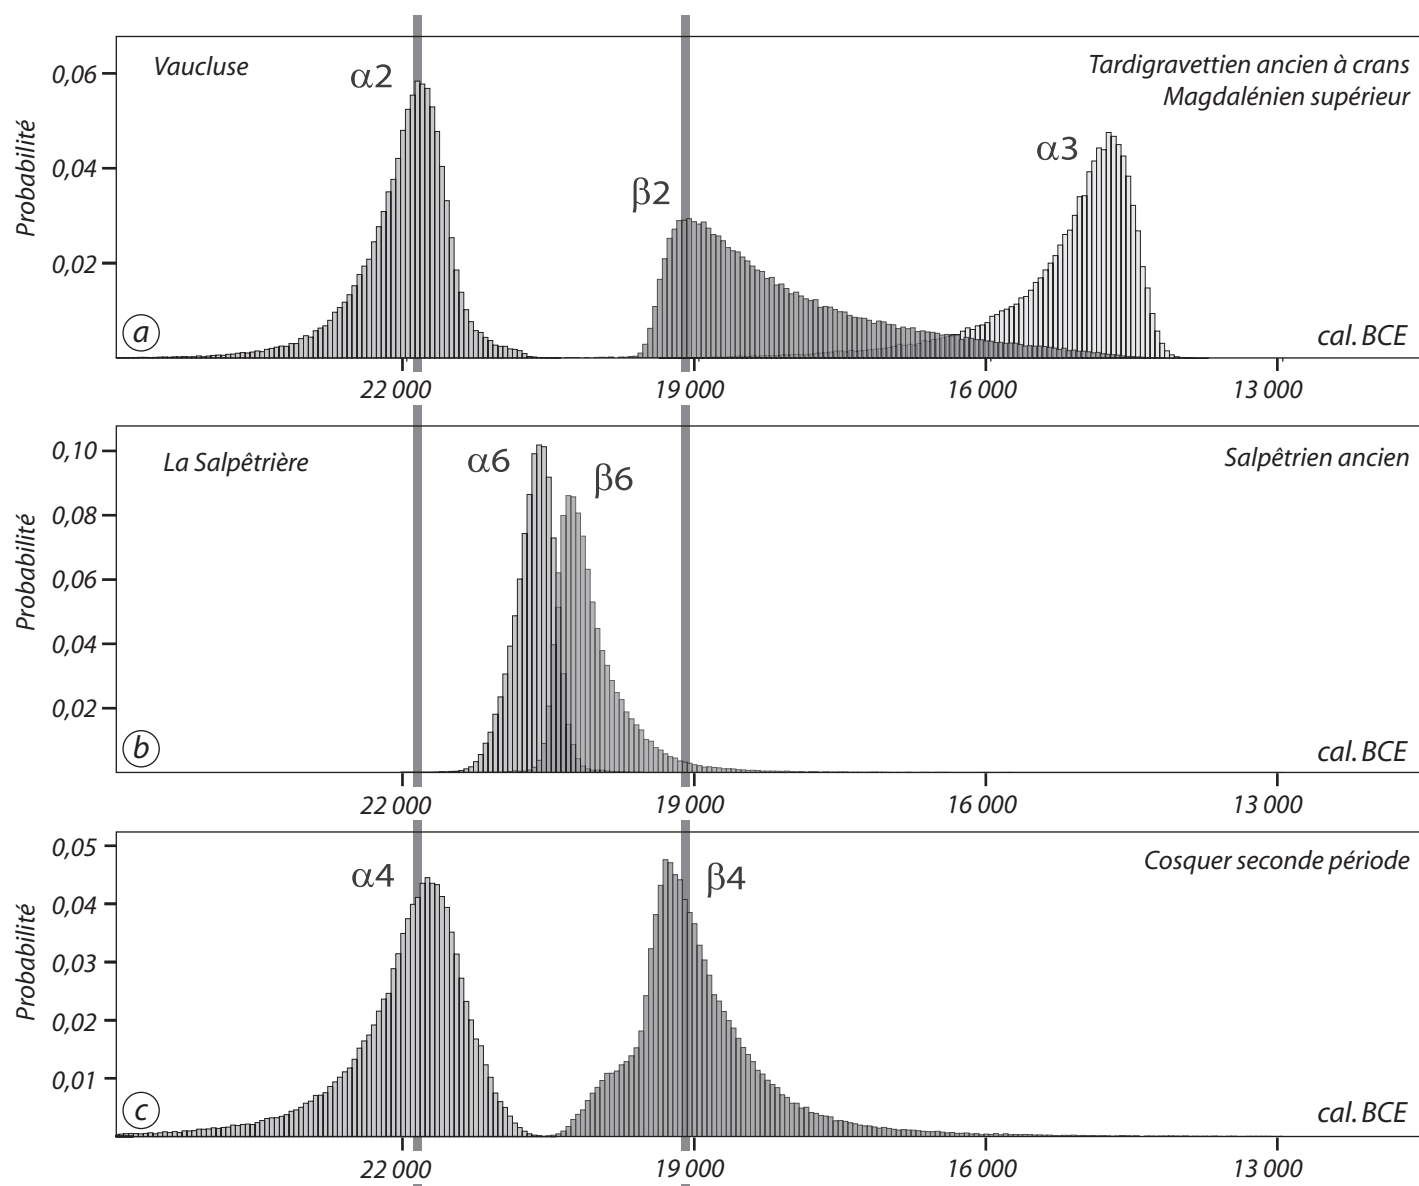 Vaucluse
Tardigravettien ancien à crans
Magdalénien supérieur
α2
β2
α3
Probabilité
0,06
0,04
0,02
a
cal. BCE
22 000
19 000
16 000
13 000
La Salpêtrière
Salpêtrien ancien
α6
β6
Probabilité
0,10
0,08
0,06
0,04
0,02
b
cal. BCE
22 000
19 000
16 000
13 000
Cosquer seconde période
α4
β4
Probabilité
0,05
0,04
0,03
0,02
0,01
c
cal. BCE
22 000
19 000
16 000
13 000